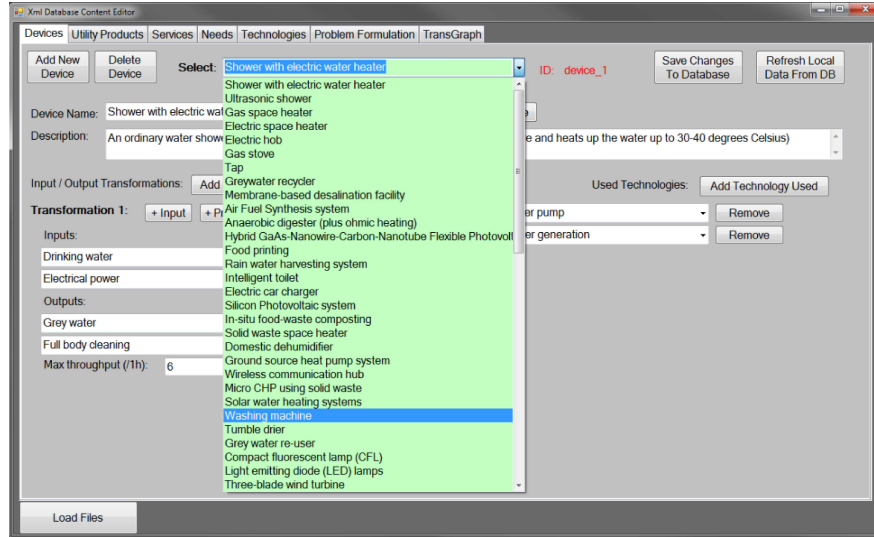 Xml Database Content Editor
Devices Utility Products Services Needs Technologies Problem Formulation TransGraph
Add New Device
Delete Device
Select: Shower with electric water heater
ID: device_1
Save Changes To Database
Refresh Local Data From DB
Shower with electric water heater
Ultrasonic shower
Gas space heater
Electric space heater
Electric hob
Gas stove
Tap
Greywater recycler
Membrane-based desalination facility
Air Fuel Synthesis system
Anaerobic digester (plus ohmic heating)
Hybrid GaAs-Nanowire-Carbon-Nanotube Flexible Photovolt
Food printing
Rain water harvesting system
Intelligent toilet
Electric car charger
Silicon Photovoltaic system
In-situ food-waste composting
Solid waste space heater
Domestic dehumidifier
Ground source heat pump system
Wireless communication hub
Micro CHP using solid waste
Solar water heating systems
Washing machine
Tumble drier
Grey water re-user
Compact fluorescent lamp (CFL)
Light emitting diode (LED) lamps
Three-blade wind turbine
Device Name: Shower with electric wat
Description: An ordinary water showe
e and heats up the water up to 30-40 degrees Celsius)
Input / Output Transformations: Add
Used Technologies: Add Technology Used
Transformation 1: + Input + Pr
er pump Remove
Inputs:
er generation Remove
Drinking water
Electrical power
Outputs:
Grey water
Full body cleaning
Max throughput (/1h): 6
Load Files